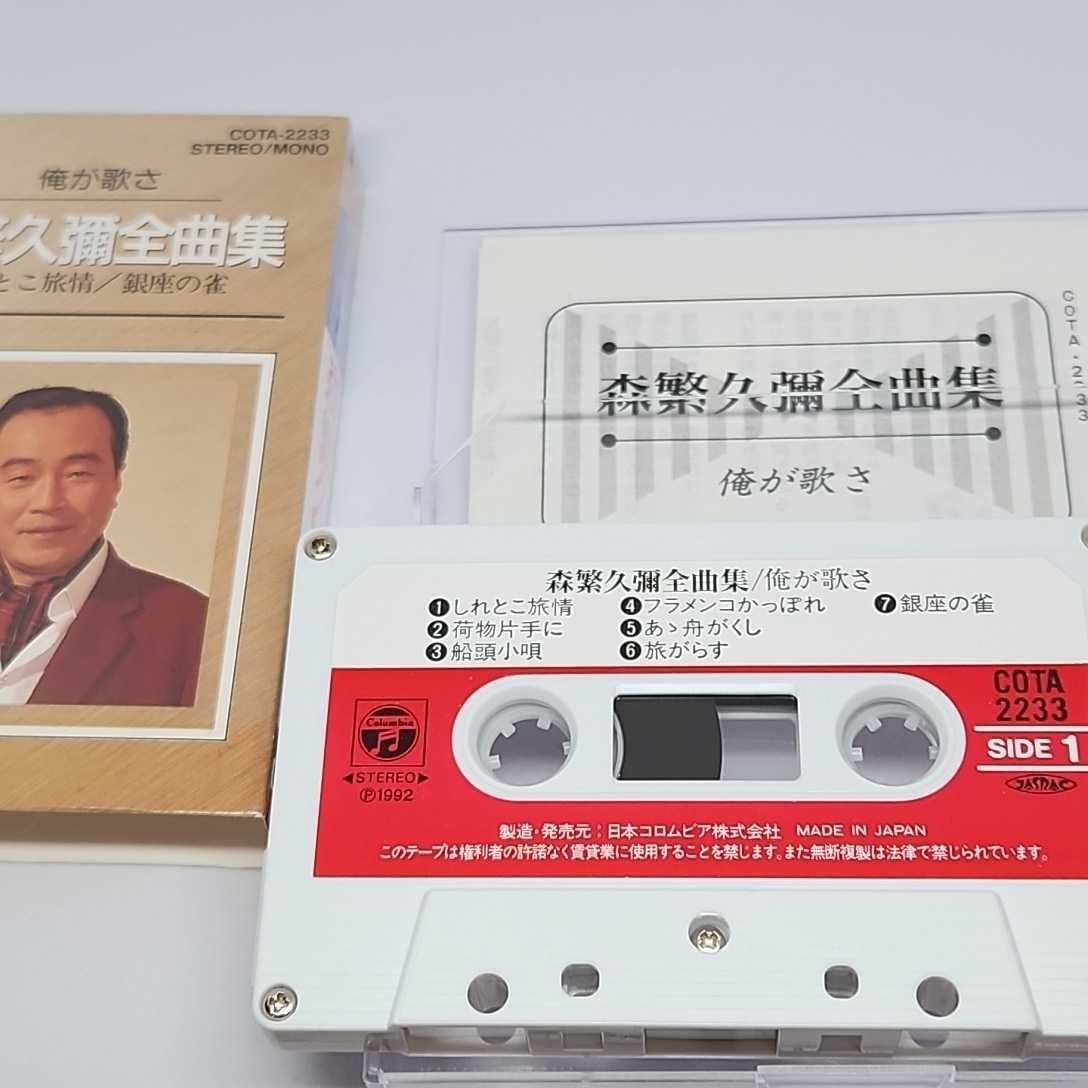 COTA-2233
STEREO/MONO
俺が歌さ
久彌全曲集
とこ旅情/銀座の雀
COTA-2233
森繁久彌全曲集
俺が歌さ
森繁久彌全曲集/俺が歌さ
❶しれとこ旅情
❷荷物片手に
❸船頭小唄
❹フラメンコかっぽれ
❺あゝ舟がくし
❻旅がらす
❼銀座の雀
Columbia
◀STEREO▶
Ⓟ1992
COTA
2233
SIDE 1
JASRAC
製造・発売元:日本コロムビア株式会社 MADE IN JAPAN
このテープは権利者の許諾なく賃貸業に使用することを禁じます。また無断複製は法律で禁じられています。